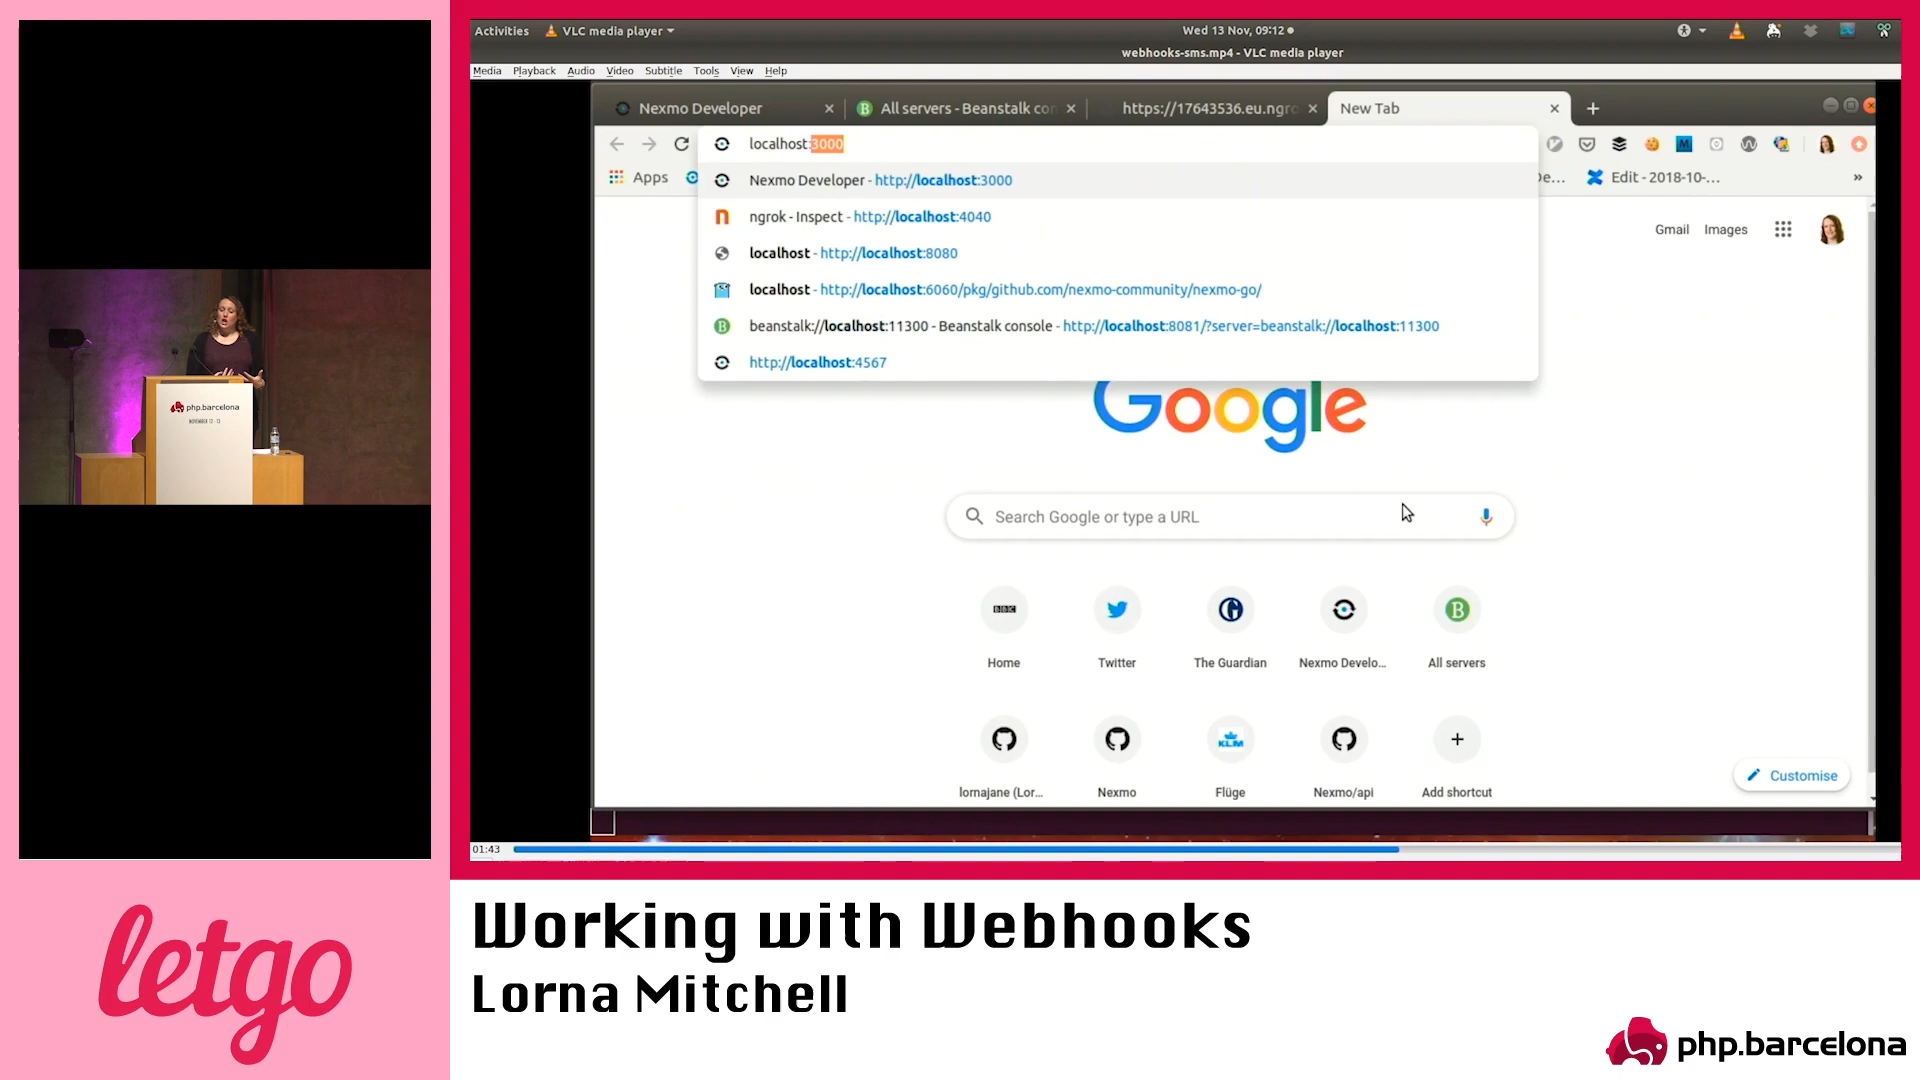 Activities VLC media player Wed 13 Nov, 09:12
webhooks-sms.mp4 - VLC media player
Media Playback Audio Video Subtitle Tools View Help
Nexmo Developer All servers - Beanstalk con https://17643536.eu.ngro New Tab
localhost:3000
Apps Nexmo Developer - http://localhost:3000 Edit - 2018-10-... »
ngrok - Inspect - http://localhost:4040
Gmail Images
localhost - http://localhost:8080
localhost - http://localhost:6060/pkg/github.com/nexmo-community/nexmo-go/
beanstalk://localhost:11300 - Beanstalk console - http://localhost:8081/?server=beanstalk://localhost:11300
http://localhost:4567
Google
Search Google or type a URL
BBC
Home Twitter The Guardian Nexmo Develo... All servers
KLM
lornajane (Lor... Nexmo Flüge Nexmo/api Add shortcut
Customise
01:43
php.barcelona
NOVEMBER 12 - 13
letgo
Working with Webhooks
Lorna Mitchell
php.barcelona